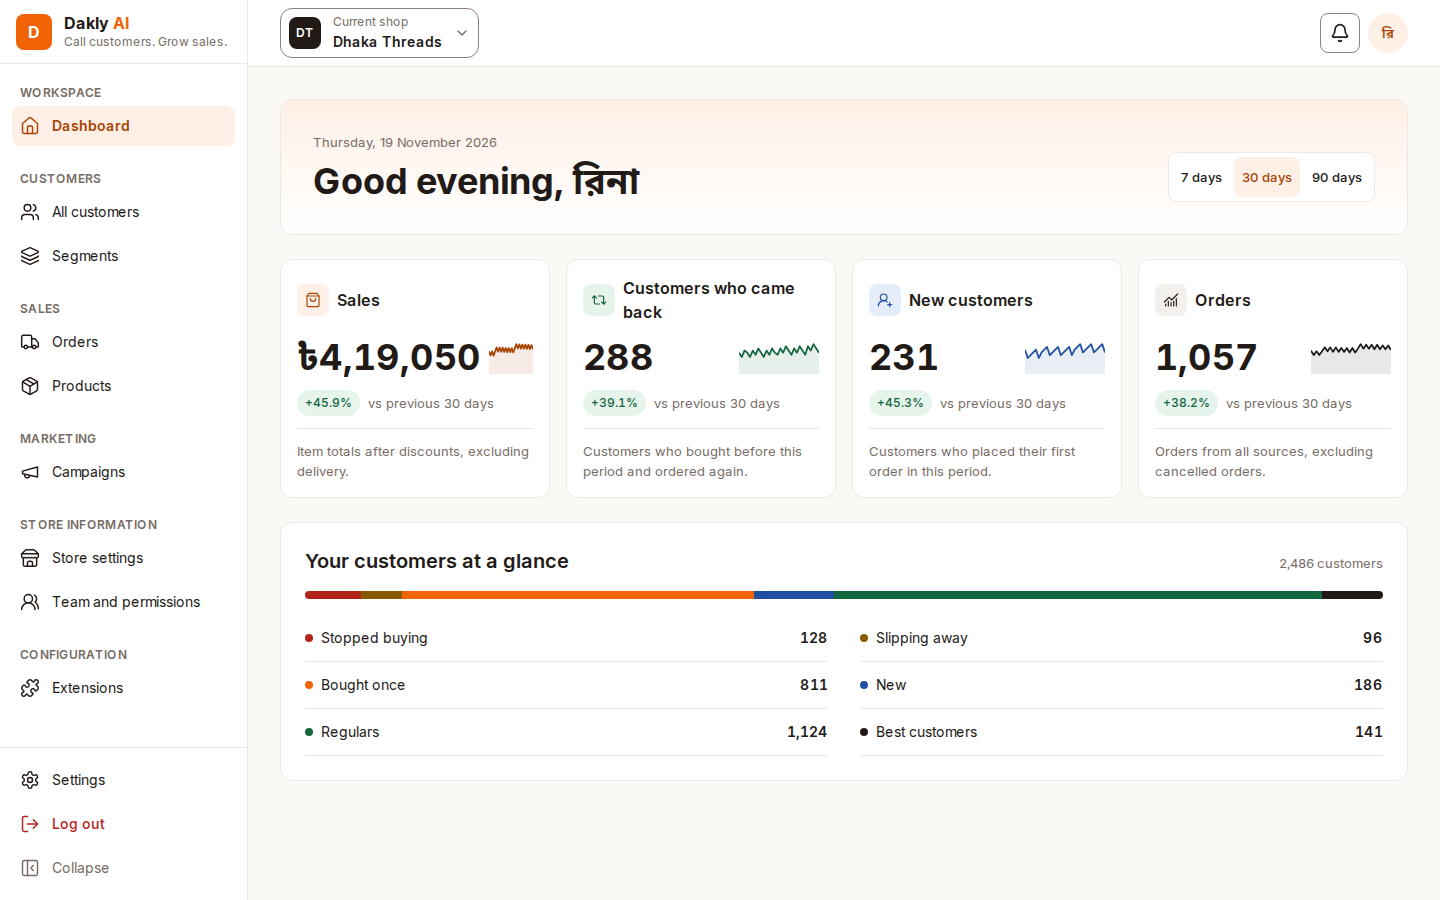 D
Dakly AI
Call customers. Grow sales.
WORKSPACE
Dashboard
CUSTOMERS
All customers
Segments
SALES
Orders
Products
MARKETING
Campaigns
STORE INFORMATION
Store settings
Team and permissions
CONFIGURATION
Extensions
Settings
Log out
Collapse
DT
Current shop
Dhaka Threads
রি
Thursday, 19 November 2026
Good evening, রিনা
7 days
30 days
90 days
Sales
৳4,19,050
+45.9% vs previous 30 days
Item totals after discounts, excluding
delivery.
Customers who came
back
288
+39.1% vs previous 30 days
Customers who bought before this
period and ordered again.
New customers
231
+45.3% vs previous 30 days
Customers who placed their first
order in this period.
Orders
1,057
+38.2% vs previous 30 days
Orders from all sources, excluding
cancelled orders.
Your customers at a glance
2,486 customers
Stopped buying 128
Slipping away 96
Bought once 811
New 186
Regulars 1,124
Best customers 141